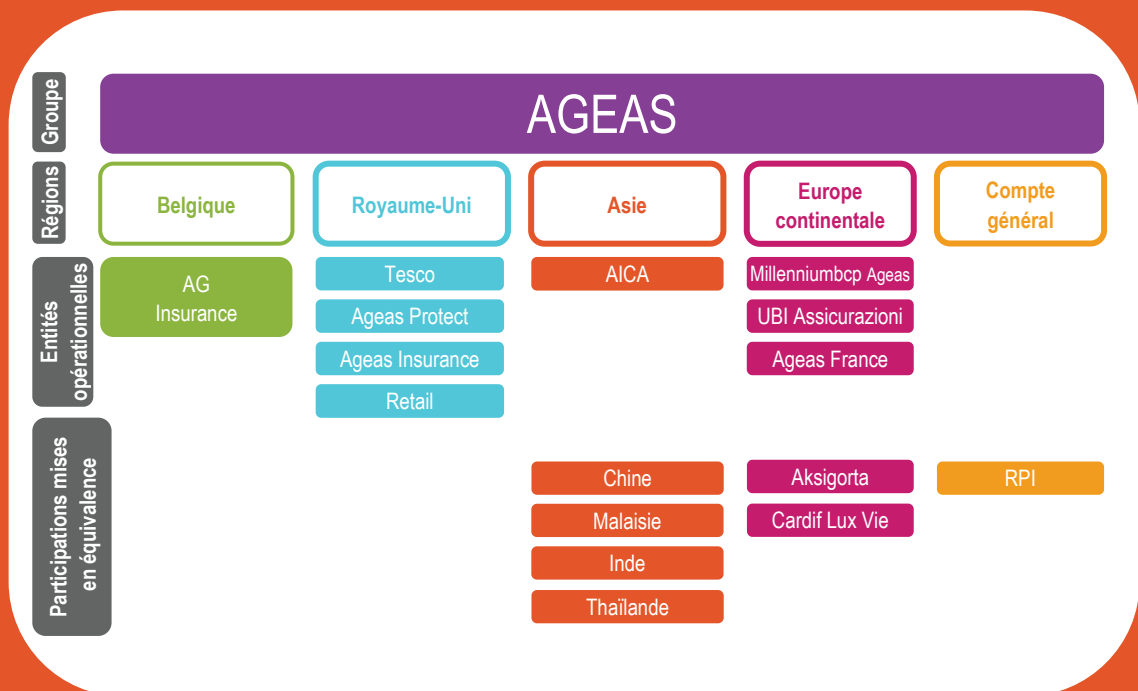 Groupe
AGEAS
Régions
Belgique
Royaume-Uni
Asie
Europe
continentale
Compte
général
Entités
opérationnelles
AG
Insurance
Tesco
Ageas Protect
Ageas Insurance
Retail
AICA
Millenniumbcp Ageas
UBI Assicurazioni
Ageas France
Participations mises
en équivalence
Chine
Malaisie
Inde
Thaïlande
Aksigorta
Cardif Lux Vie
RPI